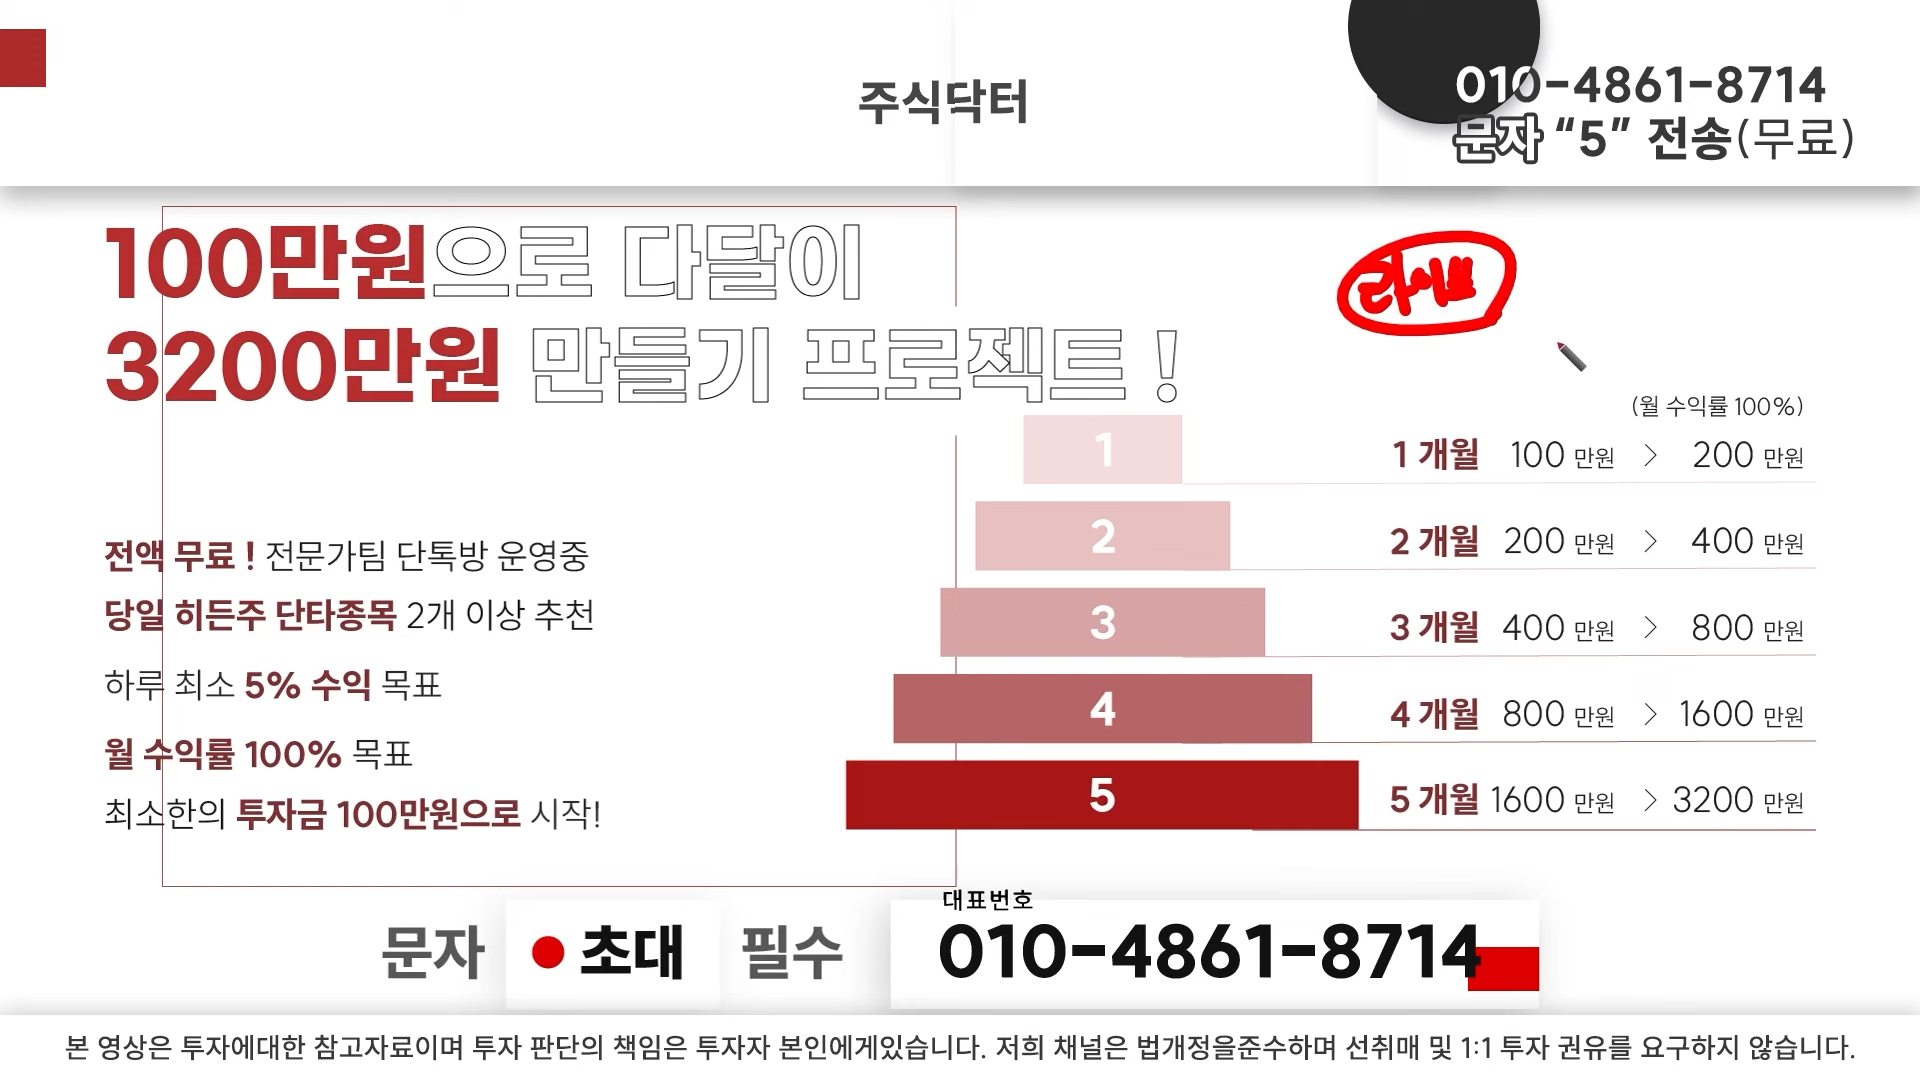 주식닥터
010-4861-8714
문자 “5” 전송(무료)
100만원으로 다달이
3200만원 만들기 프로젝트 !
라이브
(월 수익률 100%)
1
1 개월 100 만원 > 200 만원
2
2 개월 200 만원 > 400 만원
3
3 개월 400 만원 > 800 만원
4
4 개월 800 만원 > 1600 만원
5
5 개월 1600 만원 > 3200 만원
전액 무료 ! 전문가팀 단톡방 운영중
당일 히든주 단타종목 2개 이상 추천
하루 최소 5% 수익 목표
월 수익률 100% 목표
최소한의 투자금 100만원으로 시작!
문자 초대 필수
대표번호
010-4861-8714
본 영상은 투자에대한 참고자료이며 투자 판단의 책임은 투자자 본인에게있습니다. 저희 채널은 법개정을준수하며 선취매 및 1:1 투자 권유를 요구하지 않습니다.